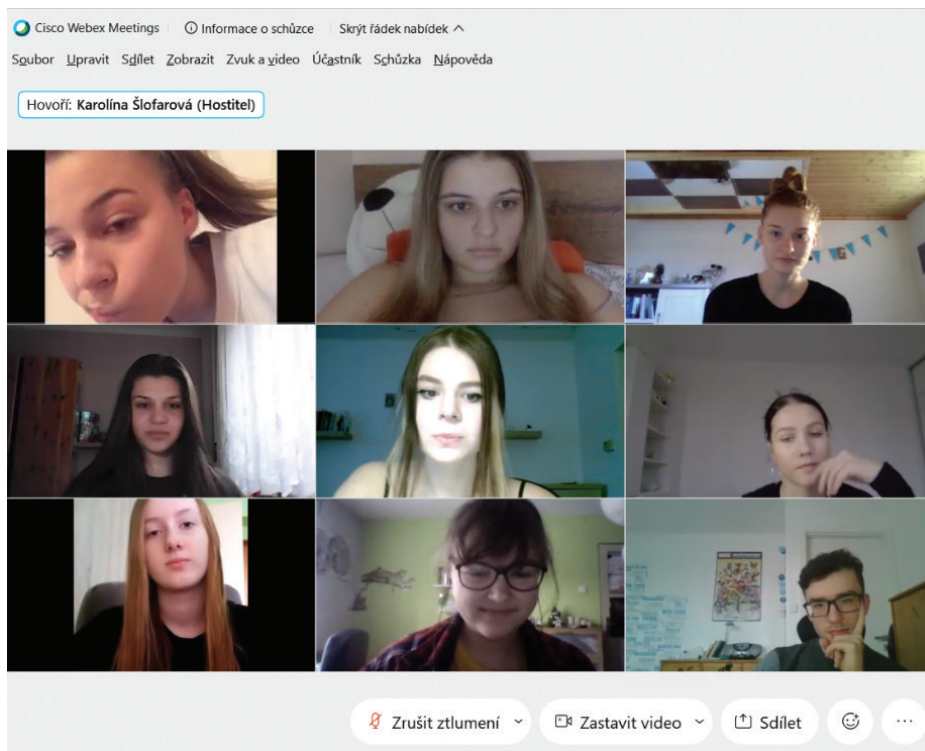 Cisco Webex Meetings Informace o schůzce Skrýt řádek nabídek
Soubor Upravit Sdílet Zobrazit Zvuk a video Účastník Schůzka Nápověda
Hovoří: Karolína Šlofarová (Hostitel)
Zrušit ztlumení Zastavit video Sdílet